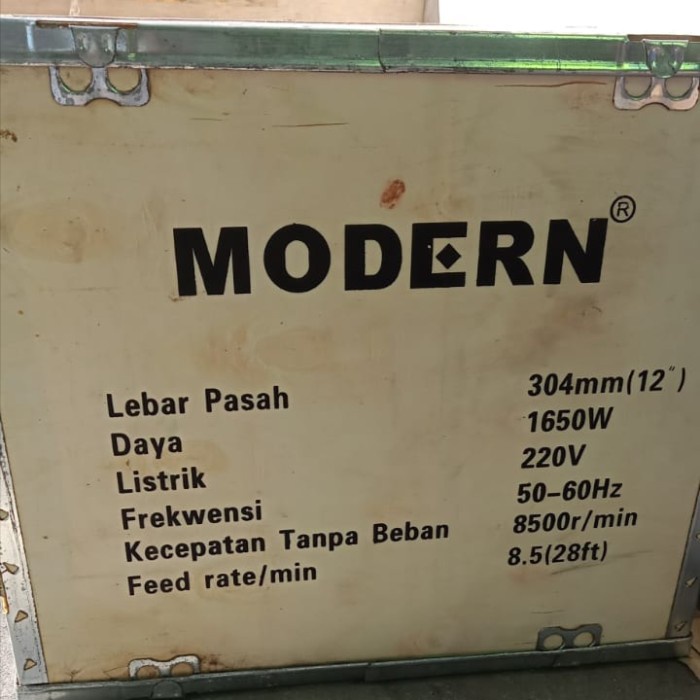 MODERN®
Lebar Pasah 304mm(12")
Daya 1650W
Listrik 220V
Frekwensi 50-60Hz
Kecepatan Tanpa Beban 8500r/min
Feed rate/min 8.5(28ft)